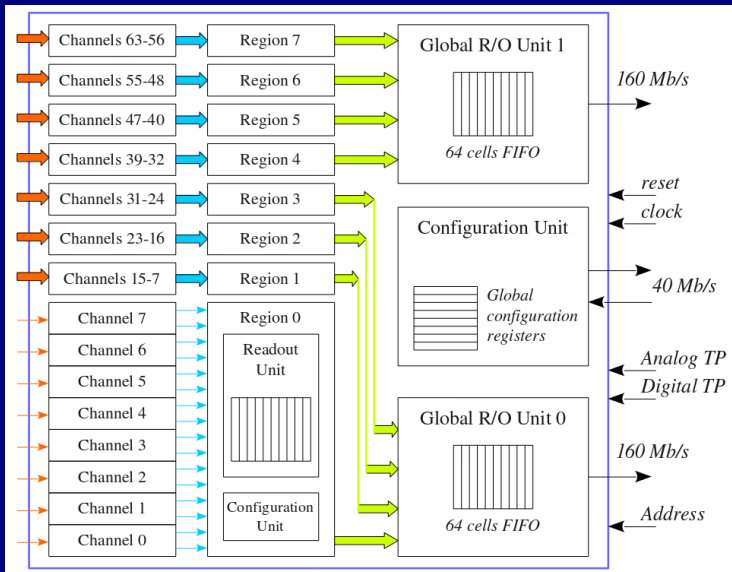 Channels 63-56
Region 7
Channels 55-48
Region 6
Channels 47-40
Region 5
Channels 39-32
Region 4
Channels 31-24
Region 3
Channels 23-16
Region 2
Channels 15-7
Region 1
Channel 7
Channel 6
Channel 5
Channel 4
Channel 3
Channel 2
Channel 1
Channel 0
Region 0
Readout
Unit
Configuration
Unit
Global R/O Unit 1
64 cells FIFO
160 Mb/s
reset
clock
Configuration Unit
Global
configuration
registers
40 Mb/s
Analog TP
Digital TP
Global R/O Unit 0
64 cells FIFO
160 Mb/s
Address